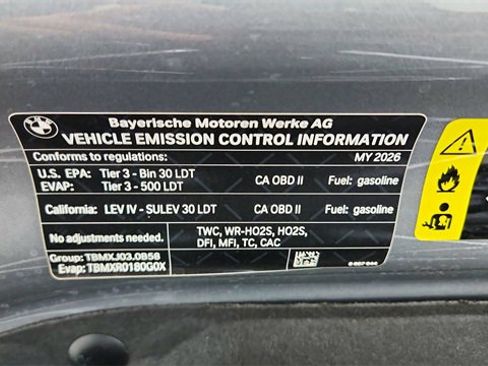 BMW
Bayerische Motoren Werke AG
VEHICLE EMISSION CONTROL INFORMATION
Conforms to regulations: MY 2026
U.S. EPA: Tier 3 - Bin 30 LDT CA OBD II Fuel: gasoline
EVAP: Tier 3 - 500 LDT
California: LEV IV - SULEV 30 LDT CA OBD II Fuel: gasoline
No adjustments needed. TWC, WR-HO2S, HO2S,
DFI, MFI, TC, CAC
Group: TBMXJ03.0B58
Evap: TBMXR0180G0X